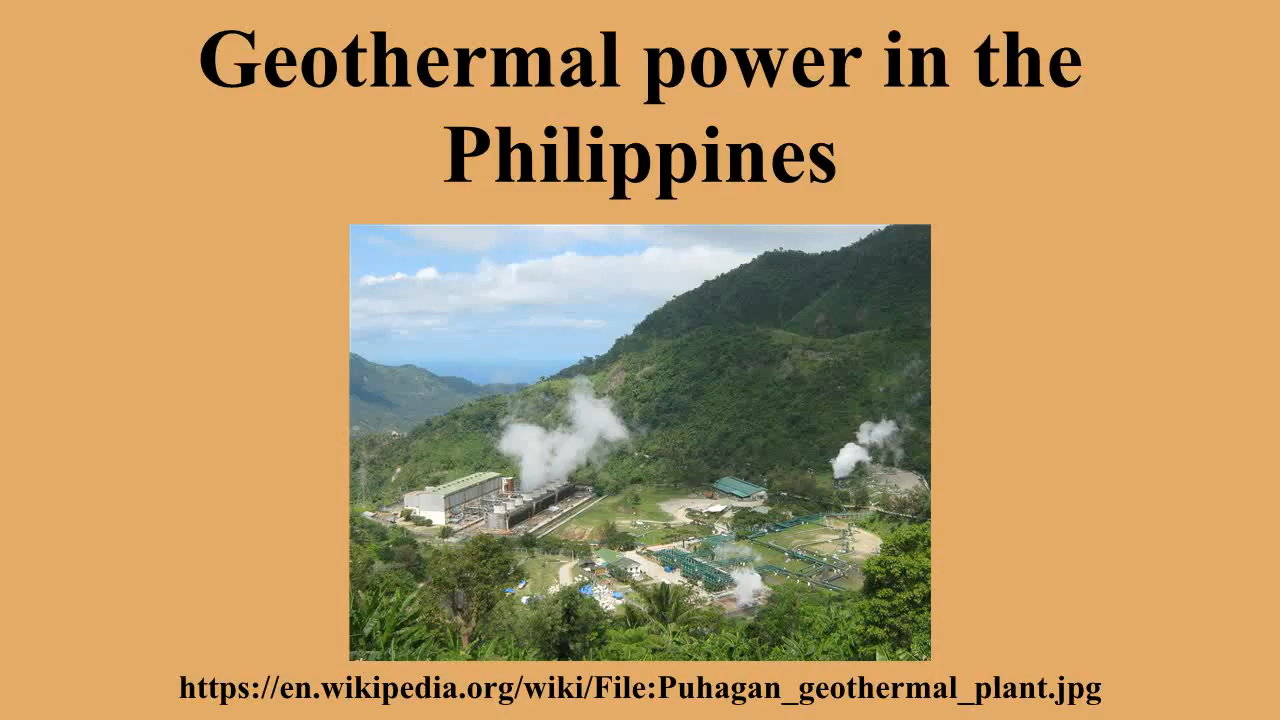 Geothermal power in the
Philippines
https://en.wikipedia.org/wiki/File:Puhagan_geothermal_plant.jpg